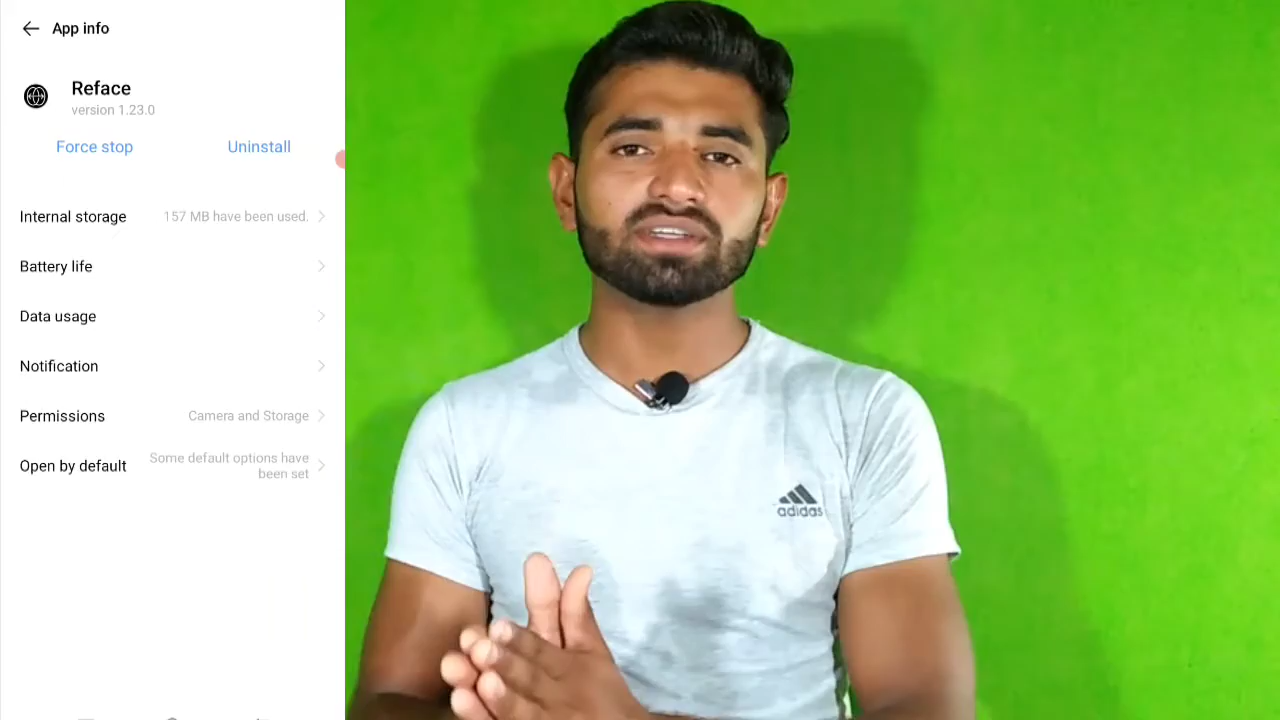 App info
Reface
version 1.23.0
Force stop
Uninstall
Internal storage
157 MB have been used.
Battery life
Data usage
Notification
Permissions
Camera and Storage
Open by default
Some default options have
been set
adidas